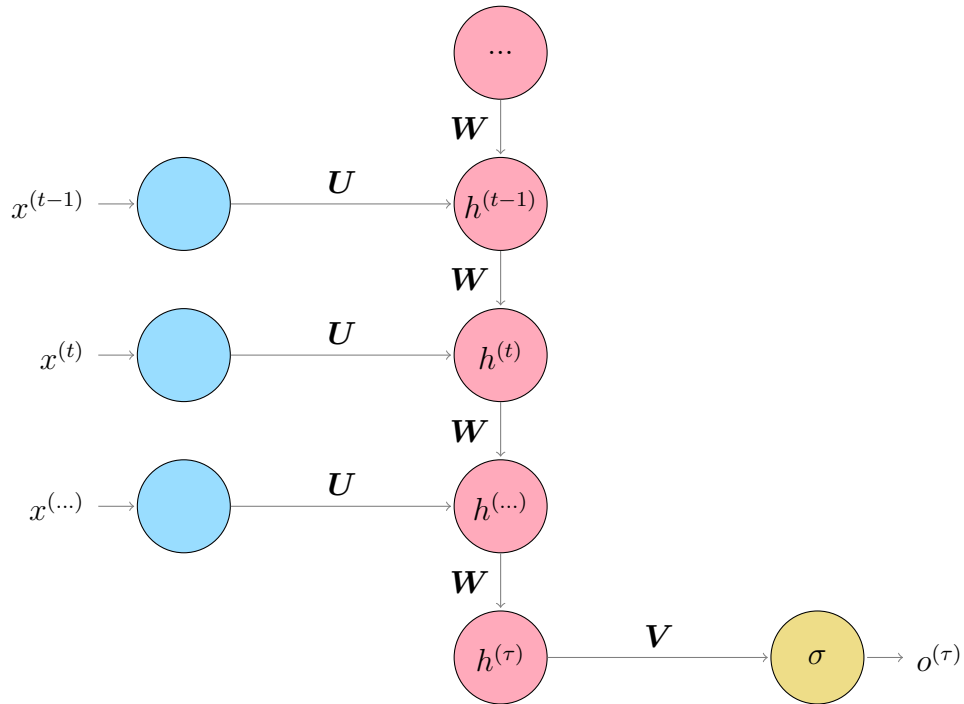 ...
W
x^{(t−1)} U h^{(t−1)}
W
x^{(t)} U h^{(t)}
W
x^{(...)} U h^{(...)}
W
h^{(τ)} V σ o^{(τ)}